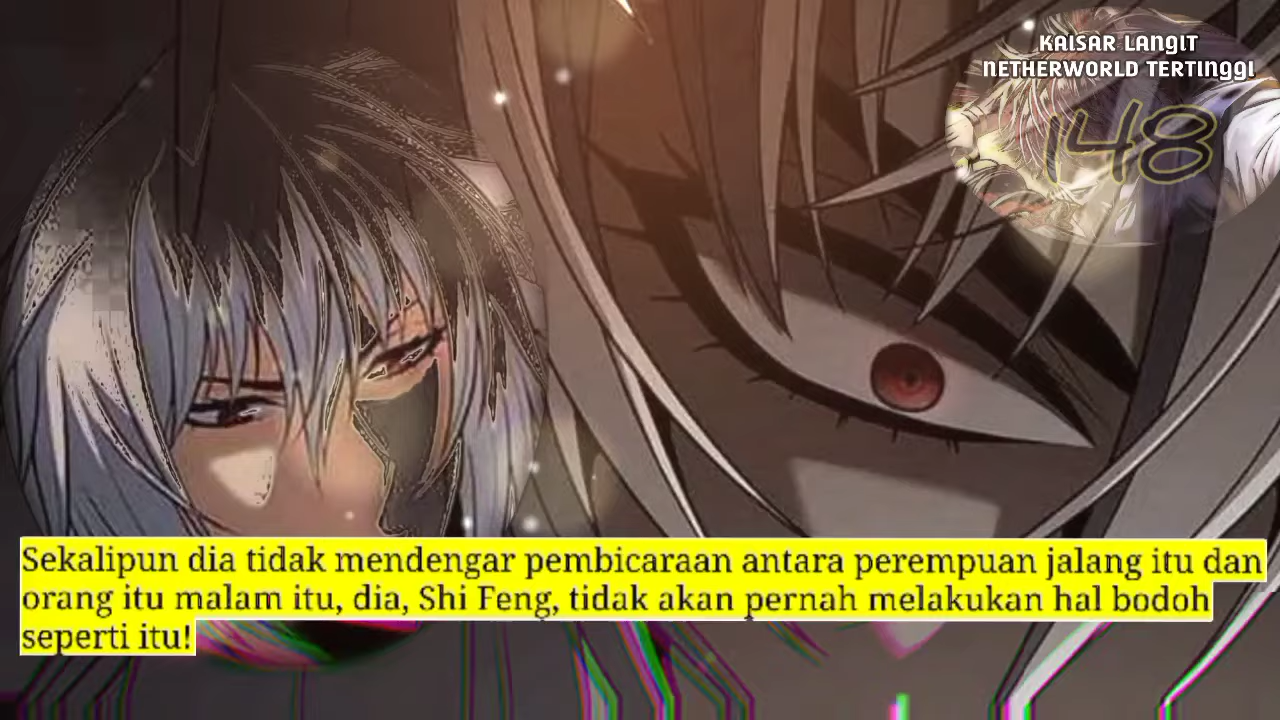 KAISAR LANGIT
NETHERWORLD TERTINGGI
148
Sekalipun dia tidak mendengar pembicaraan antara perempuan jalang itu dan
orang itu malam itu, dia, Shi Feng, tidak akan pernah melakukan hal bodoh
seperti itu!